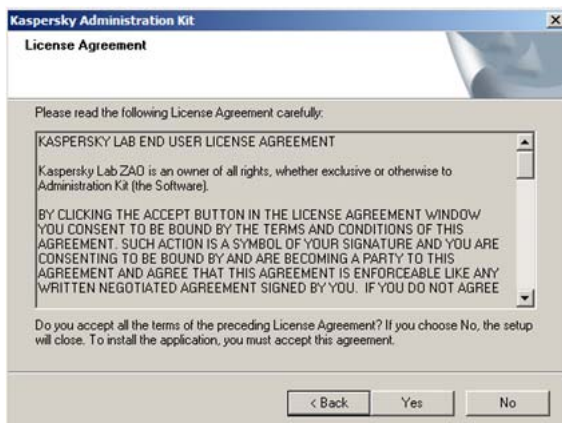 Kaspersky Administration Kit
License Agreement
Please read the following License Agreement carefully:
KASPERSKY LAB END USER LICENSE AGREEMENT
Kaspersky Lab ZAO is an owner of all rights, whether exclusive or otherwise to
Administration Kit (the Software).
BY CLICKING THE ACCEPT BUTTON IN THE LICENSE AGREEMENT WINDOW
YOU CONSENT TO BE BOUND BY THE TERMS AND CONDITIONS OF THIS
AGREEMENT. SUCH ACTION IS A SYMBOL OF YOUR SIGNATURE AND YOU ARE
CONSENTING TO BE BOUND BY AND ARE BECOMING A PARTY TO THIS
AGREEMENT AND AGREE THAT THIS AGREEMENT IS ENFORCEABLE LIKE ANY
WRITTEN NEGOTIATED AGREEMENT SIGNED BY YOU. IF YOU DO NOT AGREE
Do you accept all the terms of the preceding License Agreement? If you choose No, the setup
will close. To install the application, you must accept this agreement.
< Back
Yes
No